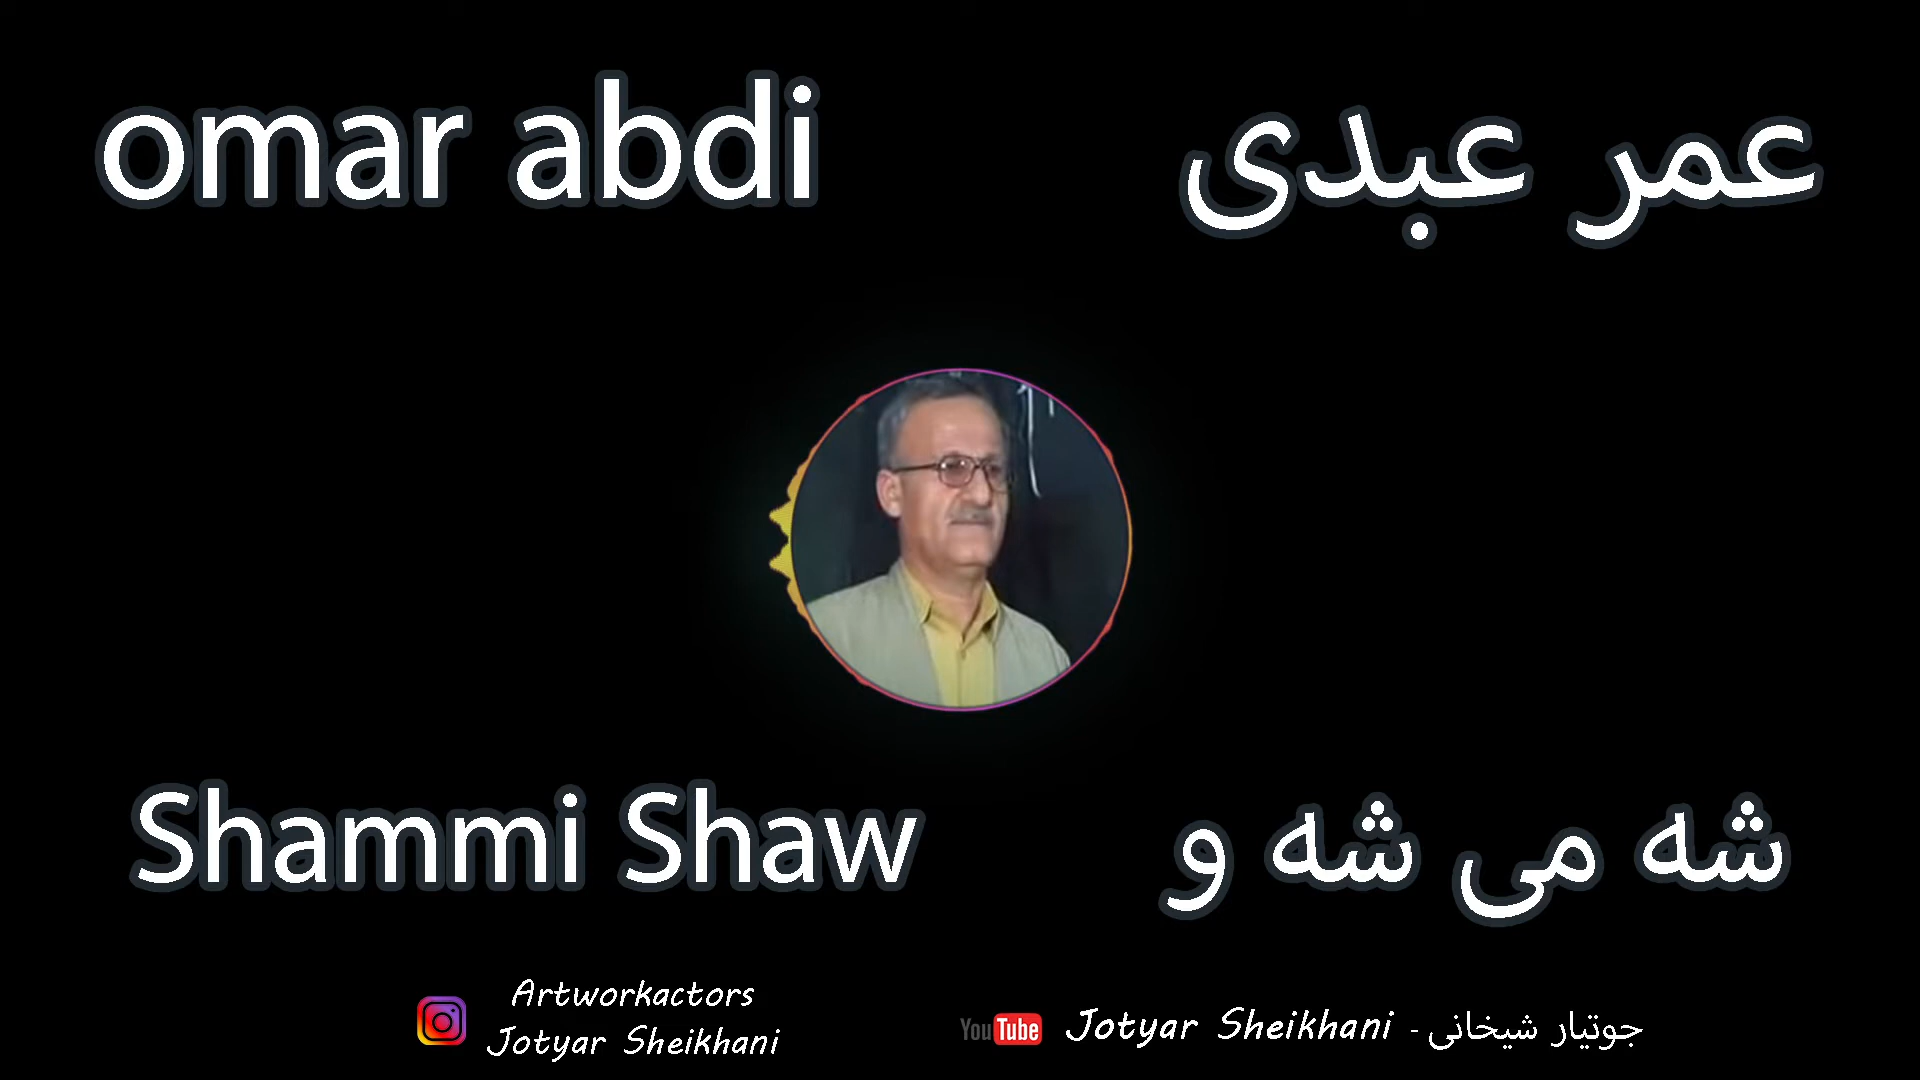 omar abdi
عمر عبدی
Shammi Shaw
شه می شه و
Artworkactors
Jotyar Sheikhani
YouTube
Jotyar Sheikhani - جوتیار شیخانی